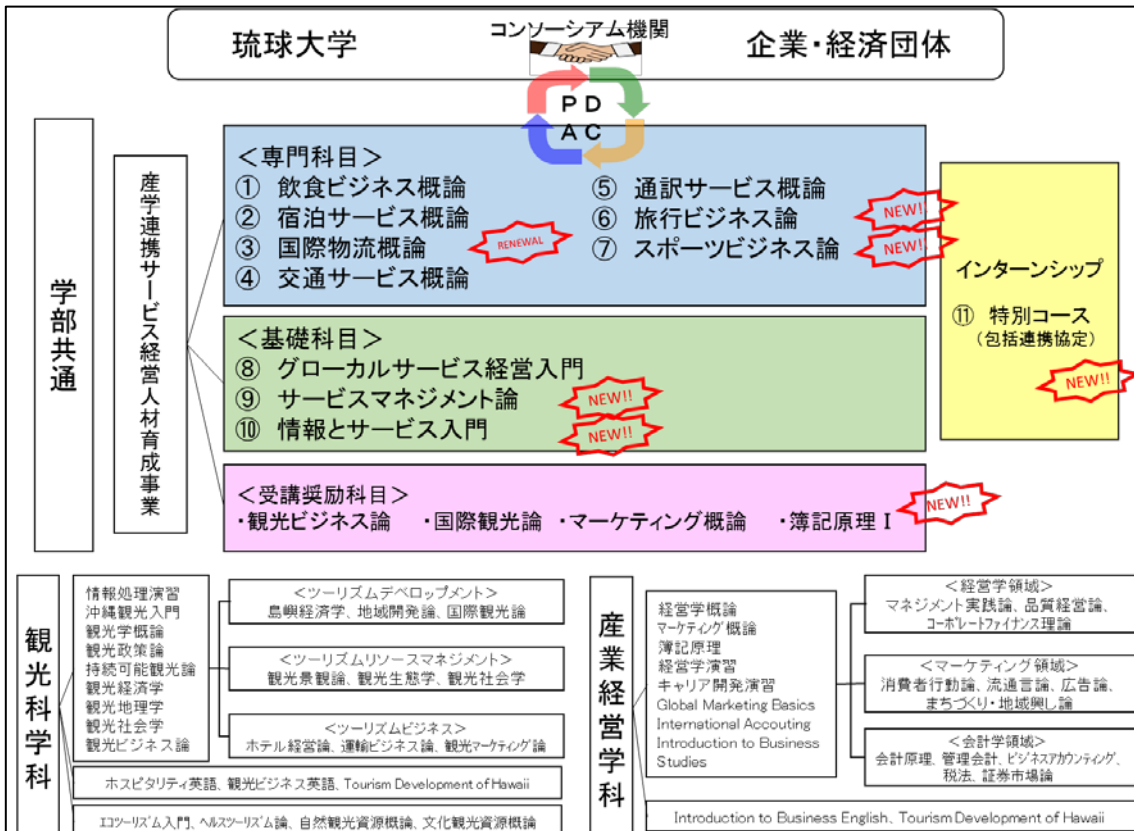 琉球大学
コンソーシアム機関
企業・経済団体
P D
A C
学部共通
産学連携サービス経営人材育成事業
＜専門科目＞
① 飲食ビジネス概論
② 宿泊サービス概論
③ 国際物流概論
RENEWAL
④ 交通サービス概論
⑤ 通訳サービス概論
⑥ 旅行ビジネス論
NEW!!
⑦ スポーツビジネス論
NEW!!
＜基礎科目＞
⑧ グローカルサービス経営入門
⑨ サービスマネジメント論
NEW!!
⑩ 情報とサービス入門
NEW!!
＜受講奨励科目＞
・観光ビジネス論 ・国際観光論 ・マーケティング概論 ・簿記原理Ⅰ
NEW!!
インターンシップ
⑪ 特別コース
（包括連携協定）
NEW!!
観光科学科
情報処理演習
沖縄観光入門
観光学概論
観光政策論
持続可能観光論
観光経済学
観光地理学
観光社会学
観光ビジネス論
＜ツーリズムデベロップメント＞
島嶼経済学、地域開発論、国際観光論
＜ツーリズムリソースマネジメント＞
観光景観論、観光生態学、観光社会学
＜ツーリズムビジネス＞
ホテル経営論、運輸ビジネス論、観光マーケティング論
ホスピタリティ英語、観光ビジネス英語、Tourism Development of Hawaii
エコツーリズム入門、ヘルスツーリズム論、自然観光資源概論、文化観光資源概論
産業経営学科
経営学概論
マーケティング概論
簿記原理
経営学演習
キャリア開発演習
Global Marketing Basics
International Accouting
Introduction to Business
Studies
＜経営学領域＞
マネジメント実践論、品質経営論、
コーポレートファイナンス理論
＜マーケティング領域＞
消費者行動論、流通言論、広告論、
まちづくり・地域興し論
＜会計学領域＞
会計原理、管理会計、ビジネスアカウンティング、
税法、証券市場論
Introduction to Business English、Tourism Development of Hawaii